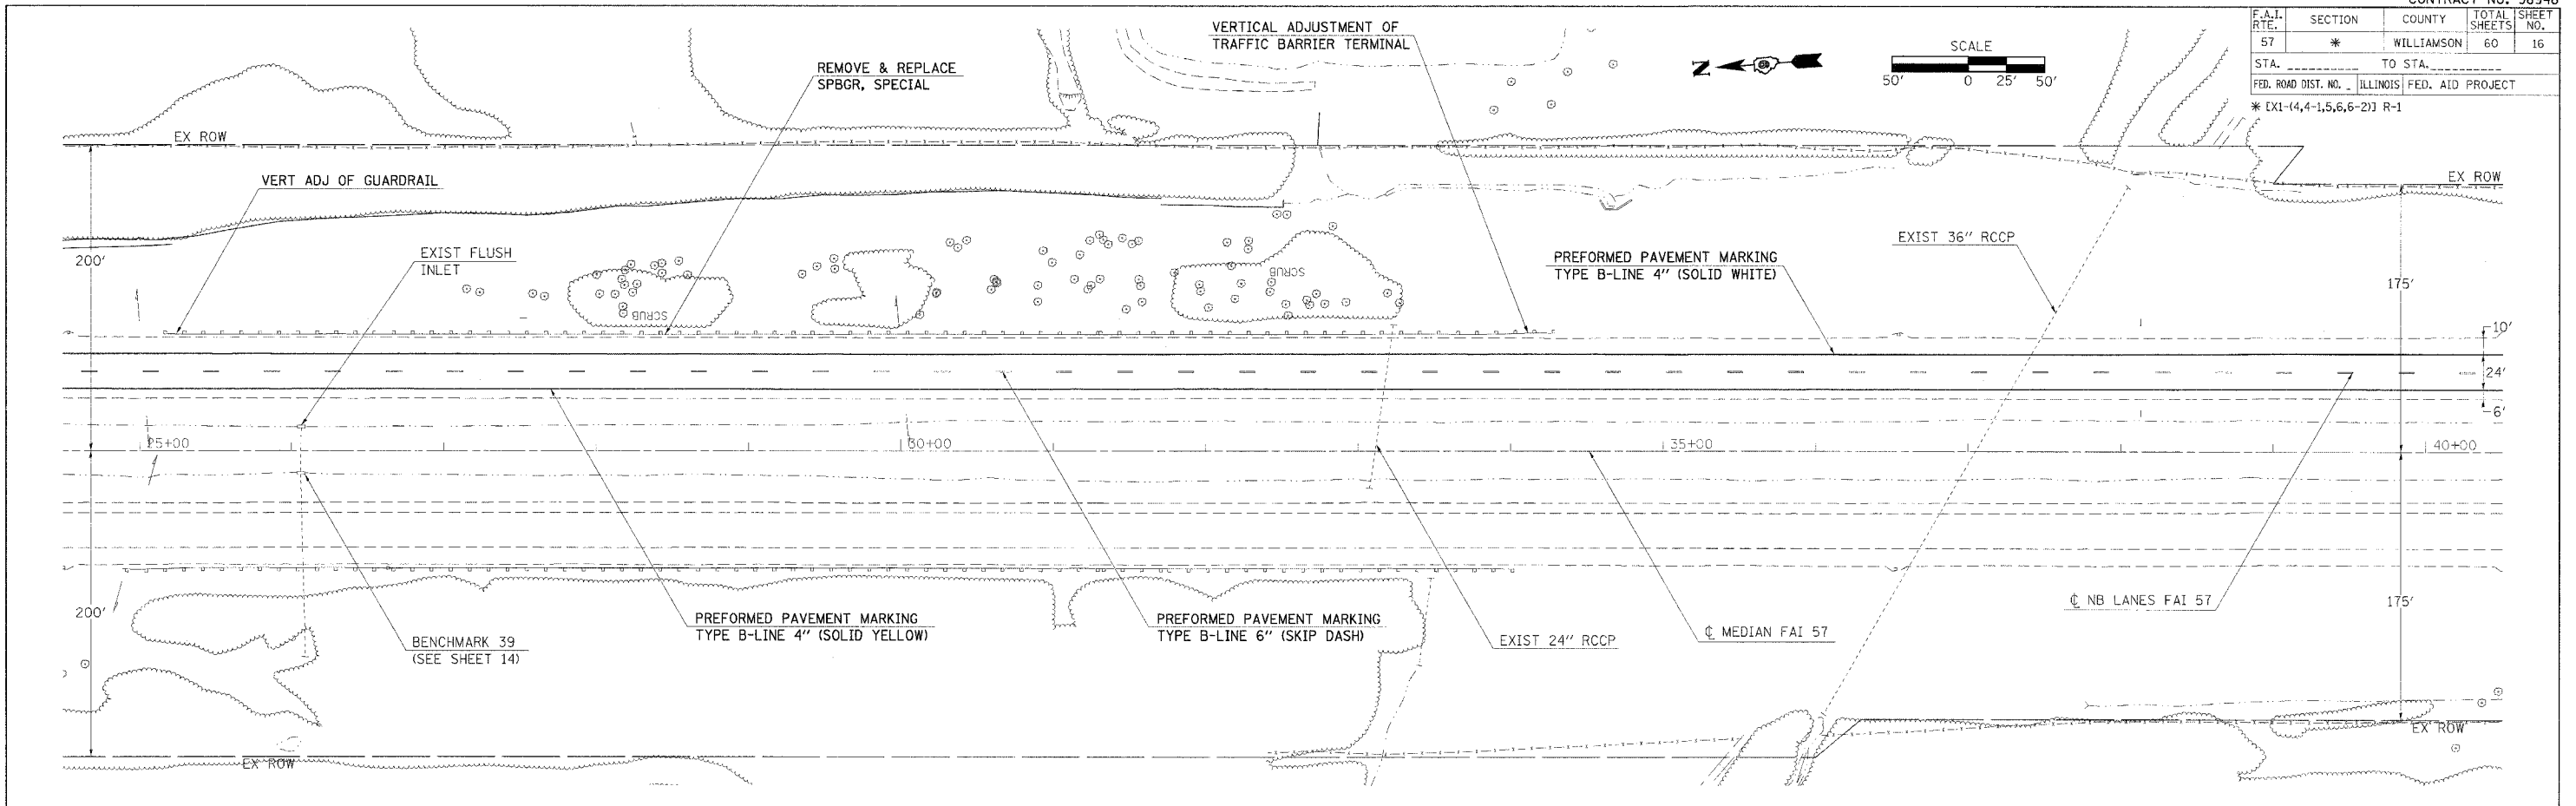 F.A.I. RTE. SECTION COUNTY TOTAL SHEETS SHEET NO.
57 * WILLIAMSON 60 16
STA. TO STA.
FED. ROAD DIST. NO. ILLINOIS FED. AID PROJECT
* [X1-(4,4-1,5,6,6-2)] R-1
VERTICAL ADJUSTMENT OF
TRAFFIC BARRIER TERMINAL
REMOVE & REPLACE
SPBGR, SPECIAL
N
SCALE
50' 0 25' 50'
EX ROW
EX ROW
VERT ADJ OF GUARDRAIL
EXIST FLUSH
INLET
200'
SCRUB
SCRUB
PREFORMED PAVEMENT MARKING
TYPE B-LINE 4" (SOLID WHITE)
EXIST 36" RCCP
175'
10'
24'
6'
25+00
30+00
35+00
40+00
200'
BENCHMARK 39
(SEE SHEET 14)
PREFORMED PAVEMENT MARKING
TYPE B-LINE 4" (SOLID YELLOW)
PREFORMED PAVEMENT MARKING
TYPE B-LINE 6" (SKIP DASH)
EXIST 24" RCCP
℄ MEDIAN FAI 57
℄ NB LANES FAI 57
175'
EX ROW
EX ROW